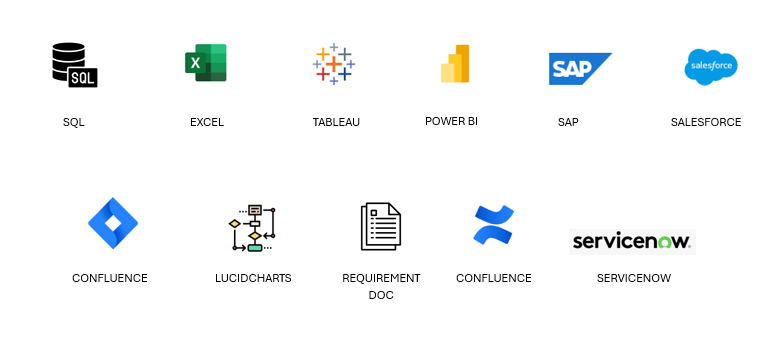 SQL
X
SAP
salesforce
SQL
EXCEL
TABLEAU
POWER BI
SAP
SALESFORCE
servicenow
CONFLUENCE
LUCIDCHARTS
REQUIREMENT
DOC
CONFLUENCE
SERVICENOW